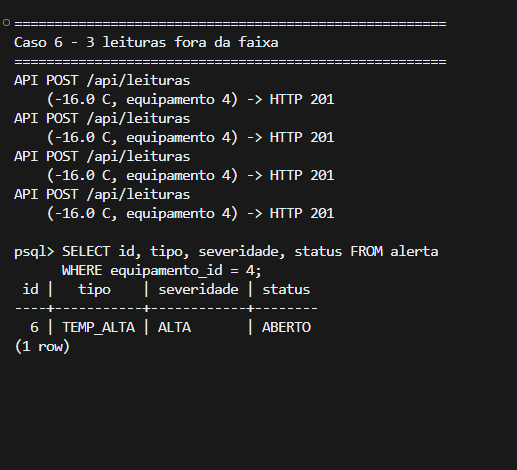 ======================================================
Caso 6 - 3 leituras fora da faixa
======================================================
API POST /api/leituras
    (-16.0 C, equipamento 4) -> HTTP 201
API POST /api/leituras
    (-16.0 C, equipamento 4) -> HTTP 201
API POST /api/leituras
    (-16.0 C, equipamento 4) -> HTTP 201
API POST /api/leituras
    (-16.0 C, equipamento 4) -> HTTP 201

psql> SELECT id, tipo, severidade, status FROM alerta
      WHERE equipamento_id = 4;
 id |   tipo    | severidade | status
----+-----------+------------+--------
  6 | TEMP_ALTA | ALTA       | ABERTO
(1 row)